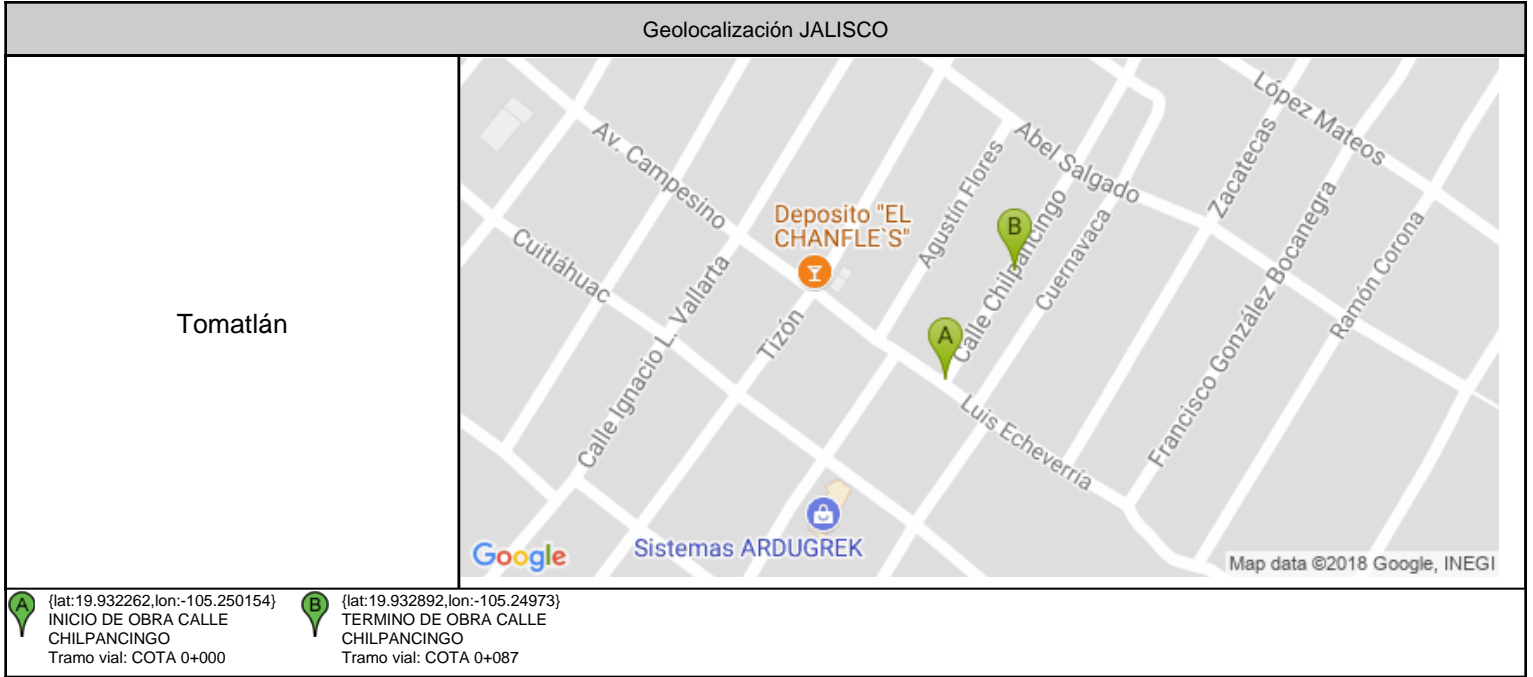 Geolocalización JALISCO
Tomatlán
López Mateos
Av. Campesino
Abel Salgado
Zacatecas
Agustín Flores
Deposito "EL
CHANFLE`S"
B
Calle Chilpancingo
Cuernavaca
Francisco González Bocanegra
Ramón Corona
Cuitláhuac
Calle Ignacio L. Vallarta
Tizón
A
Luis Echeverría
Sistemas ARDUGREK
Google
Map data ©2018 Google, INEGI
A
{lat:19.932262,lon:-105.250154}
INICIO DE OBRA CALLE
CHILPANCINGO
Tramo vial: COTA 0+000
B
{lat:19.932892,lon:-105.24973}
TERMINO DE OBRA CALLE
CHILPANCINGO
Tramo vial: COTA 0+087